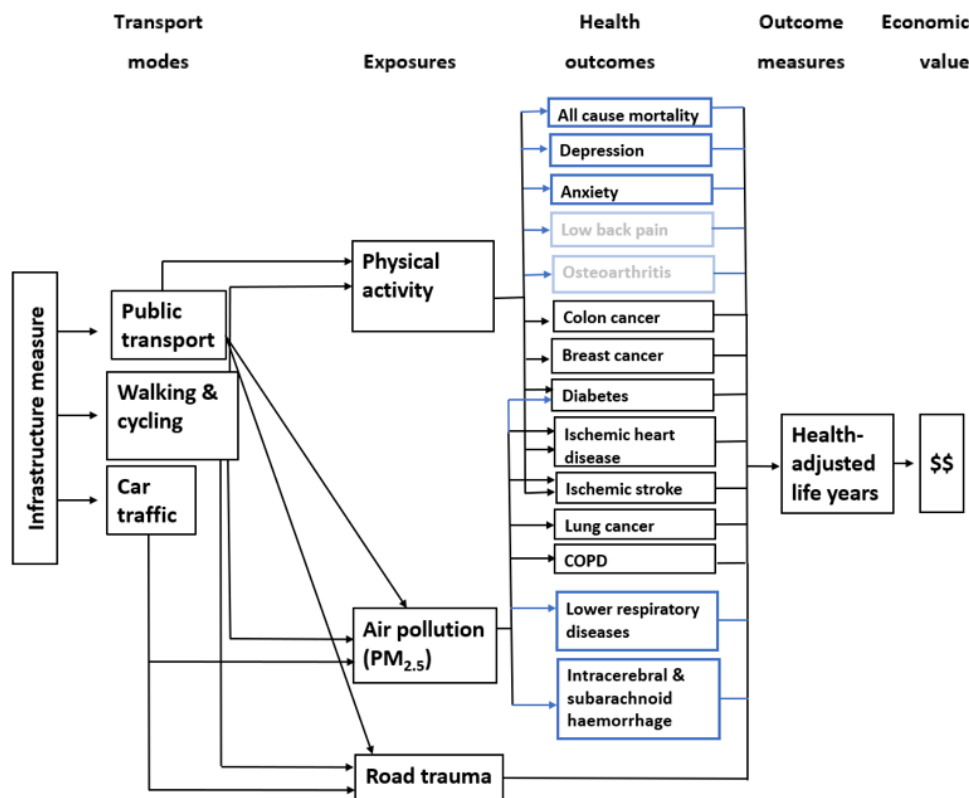 Transport
modes
Exposures
Health
outcomes
Outcome
measures
Economic
value
Infrastructure measure
Public
transport
Walking &
cycling
Car
traffic
Physical
activity
Air pollution
(PM2.5)
Road trauma
All cause mortality
Depression
Anxiety
Low back pain
Osteoarthritis
Colon cancer
Breast cancer
Diabetes
Ischemic heart
disease
Ischemic stroke
Lung cancer
COPD
Lower respiratory
diseases
Intracerebral &
subarachnoid
haemorrhage
Health-
adjusted
life years
$$